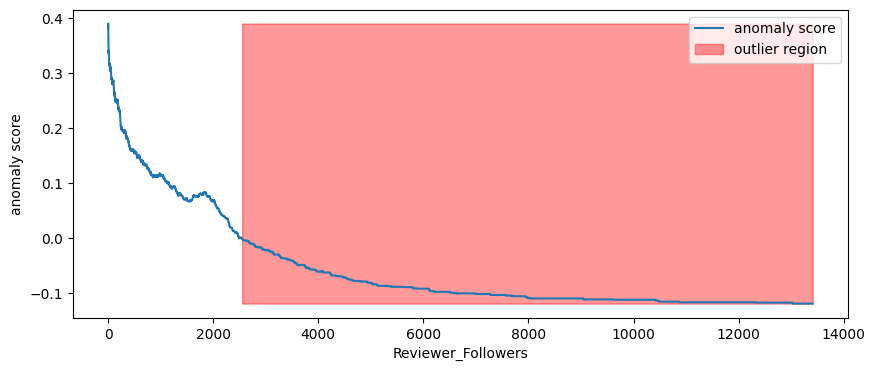 0.4
0.3
0.2
0.1
0.0
−0.1
anomaly score
anomaly score
outlier region
0 2000 4000 6000 8000 10000 12000 14000
Reviewer_Followers